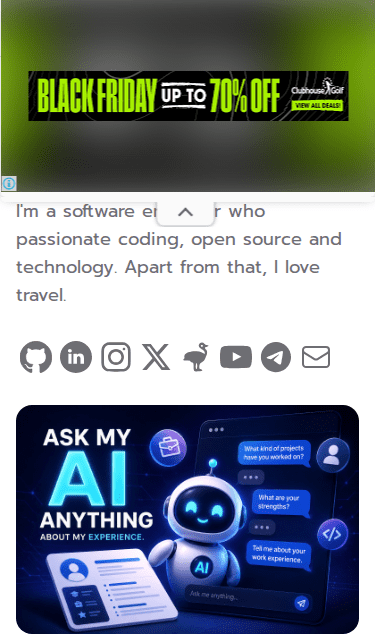 BLACK FRIDAY UP TO 70% OFF
Clubhouse Golf
VIEW ALL DEALS!
I'm a software er who
passionate coding, open source and
technology. Apart from that, I love
travel.
in
ASK MY
AI
ANYTHING
ABOUT MY EXPERIENCE.
What kind of projects
have you worked on?
What are your
strengths?
Tell me about your
work experience.
</>
AI
Ask me anything...